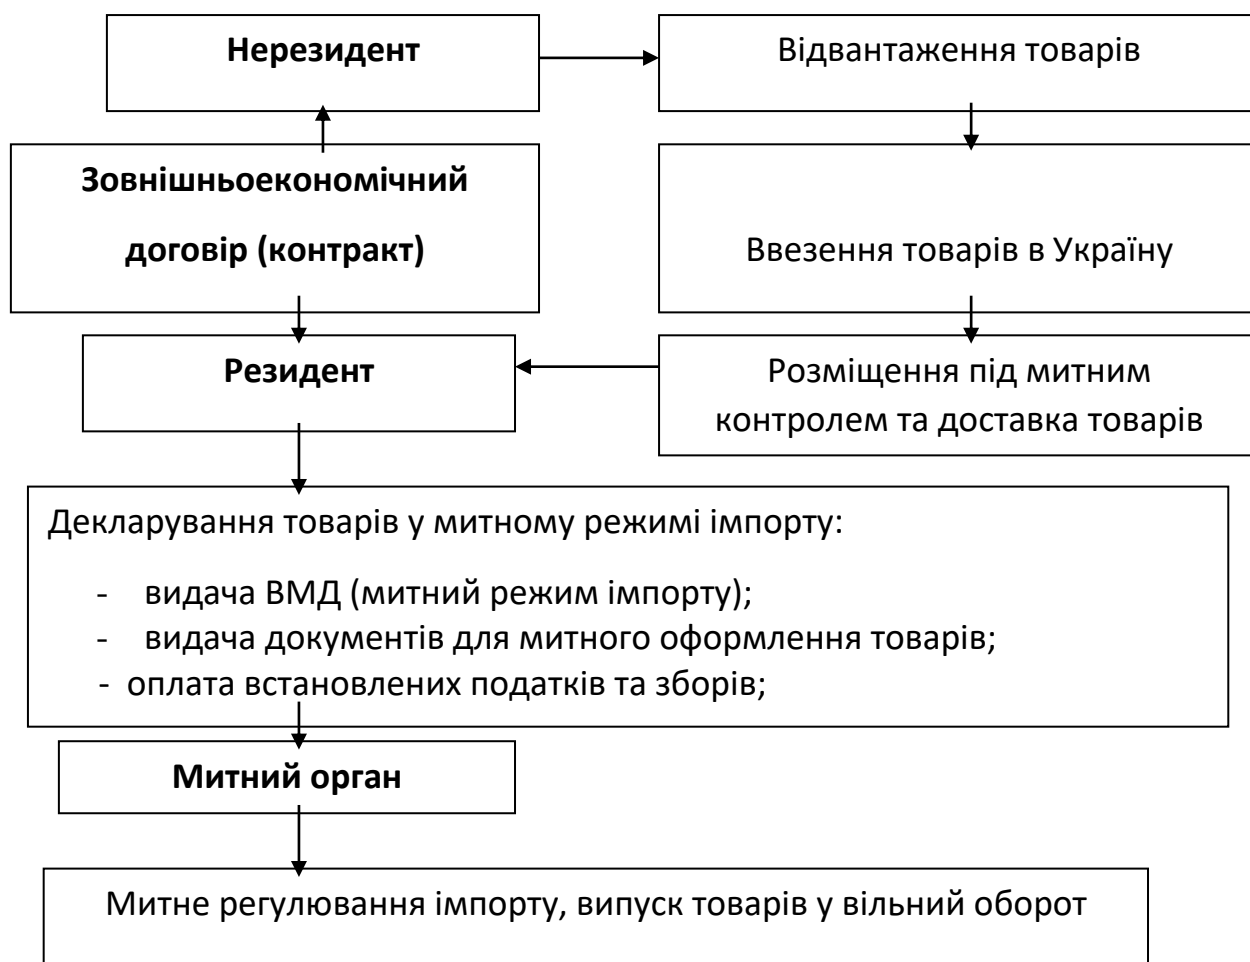 Нерезидент
Відвантаження товарів
Зовнішньоекономічний
договір (контракт)
Ввезення товарів в Україну
Резидент
Розміщення під митним
контролем та доставка товарів
Декларування товарів у митному режимі імпорту:
- видача ВМД (митний режим імпорту);
- видача документів для митного оформлення товарів;
- оплата встановлених податків та зборів;
Митний орган
Митне регулювання імпорту, випуск товарів у вільний оборот